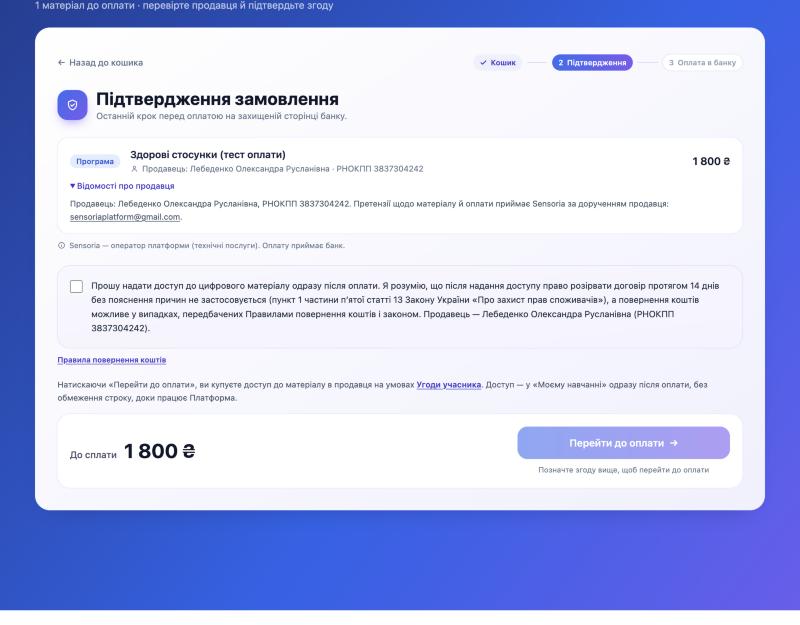 1 матеріал до оплати · перевірте продавця й підтвердьте згоду
← Назад до кошика
✓ Кошик
2 Підтвердження
3 Оплата в банку
Підтвердження замовлення
Останній крок перед оплатою на захищеній сторінці банку.
Програма
Здорові стосунки (тест оплати)
Продавець: Лебеденко Олександра Русланівна · РНОКПП 3837304242
1 800 ₴
▼ Відомості про продавця
Продавець: Лебеденко Олександра Русланівна, РНОКПП 3837304242. Претензії щодо матеріалу й оплати приймає Sensoria за дорученням продавця:
sensoriaplatform@gmail.com.
Sensoria — оператор платформи (технічні послуги). Оплату приймає банк.
Прошу надати доступ до цифрового матеріалу одразу після оплати. Я розумію, що після надання доступу право розірвати договір протягом 14 днів
без пояснення причин не застосовується (пункт 1 частини п’ятої статті 13 Закону України «Про захист прав споживачів»), а повернення коштів
можливе у випадках, передбачених Правилами повернення коштів і законом. Продавець — Лебеденко Олександра Русланівна (РНОКПП
3837304242).
Правила повернення коштів
Натискаючи «Перейти до оплати», ви купуєте доступ до матеріалу в продавця на умовах Угоди учасника. Доступ — у «Моєму навчанні» одразу після оплати, без
обмеження строку, доки працює Платформа.
До сплати 1 800 ₴
Перейти до оплати →
Позначте згоду вище, щоб перейти до оплати